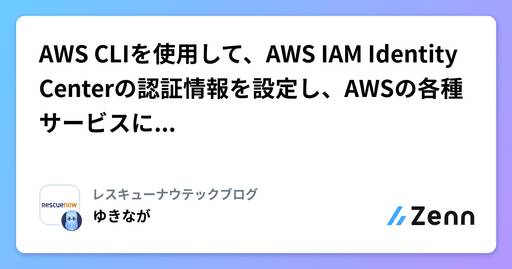 AWS CLIを使用して、AWS IAM Identity
Centerの認証情報を設定し、AWSの各種
サービスに...
レスキューナウテックブログ
rescuenow
ゆきなが
Zenn